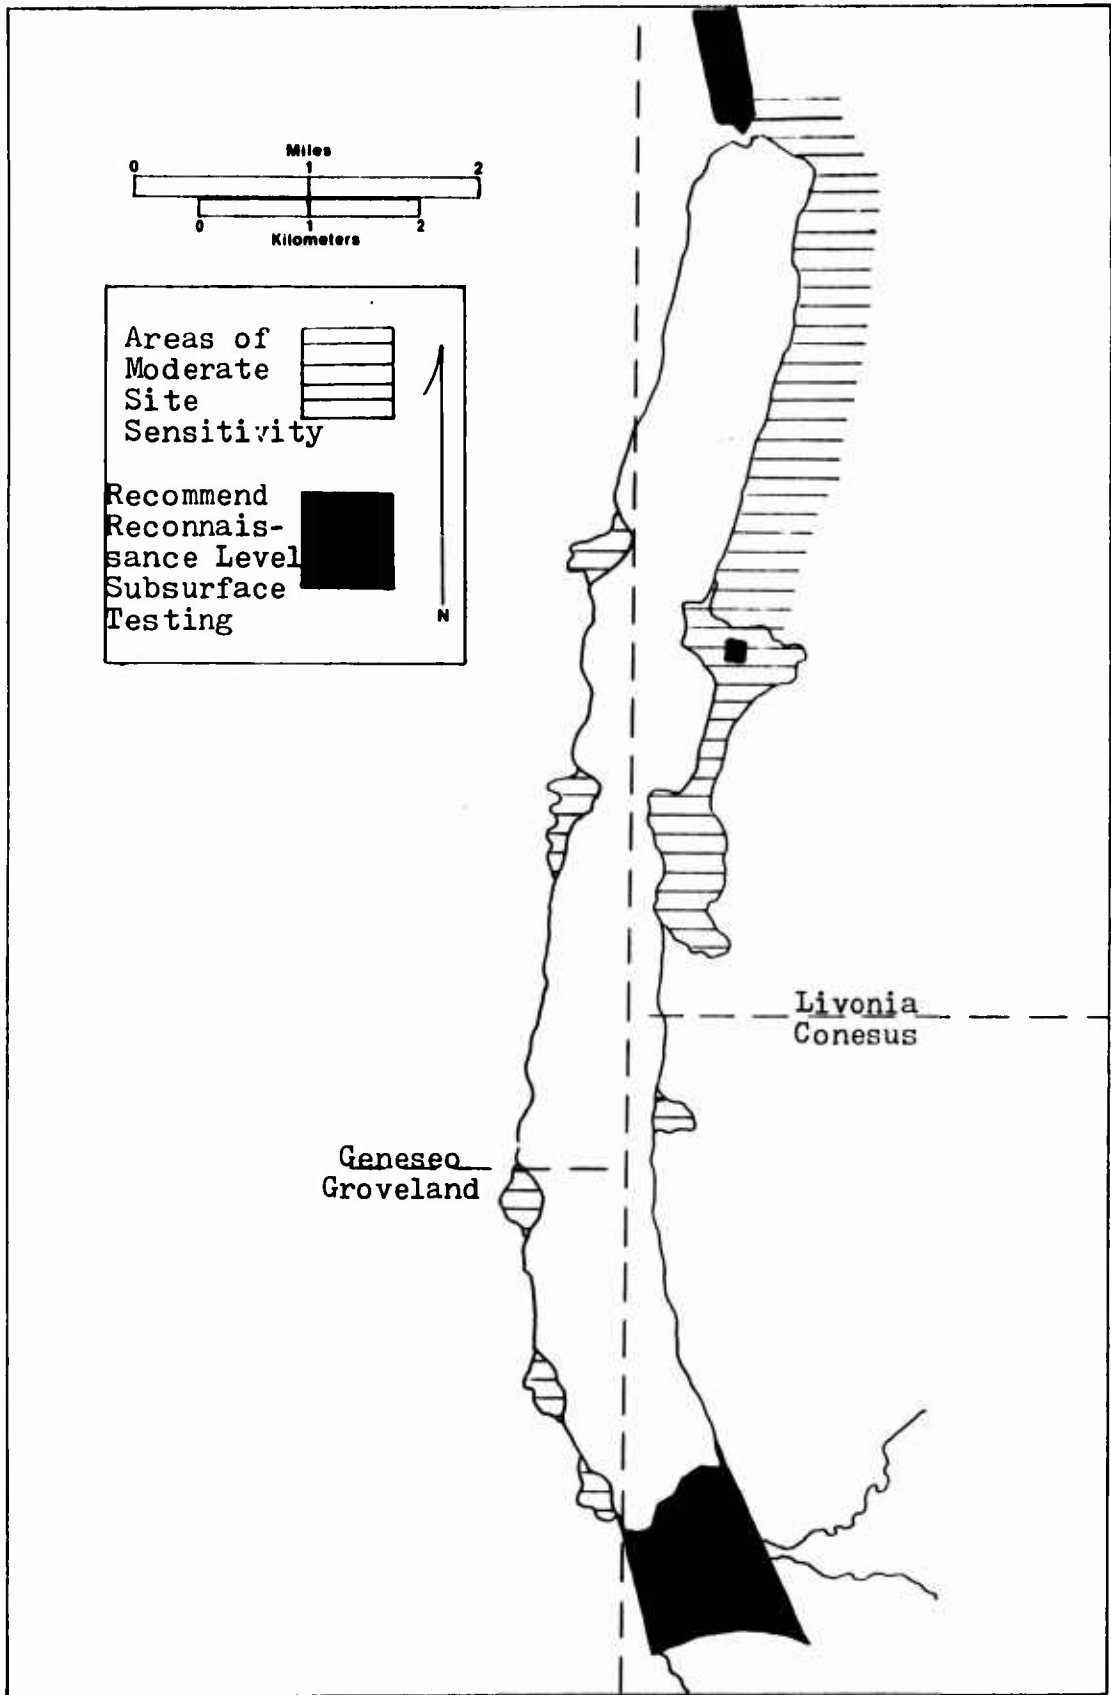 Miles
0 1 2
0 1 2
Kilometers
Areas of
Moderate
Site
Sensitivity
Recommend
Reconnais-
sance Level
Subsurface
Testing
N
Livonia
Conesus
Geneseo
Groveland